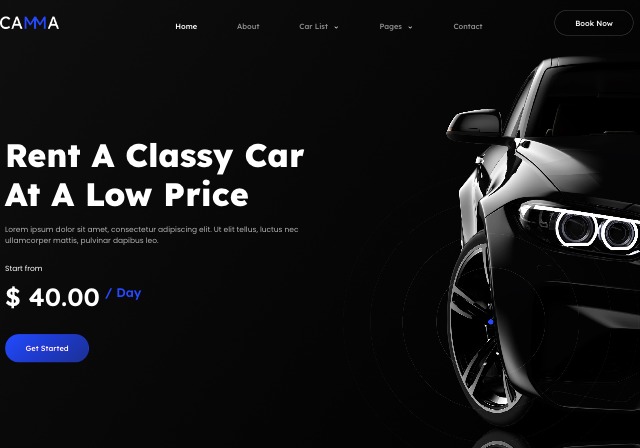 CAMMA
Home
About
Car List
Pages
Contact
Book Now
Rent A Classy Car
At A Low Price
Lorem ipsum dolor sit amet, consectetur adipiscing elit. Ut elit tellus, luctus nec
ullamcorper mattis, pulvinar dapibus leo.
Start from
$ 40.00 / Day
Get Started